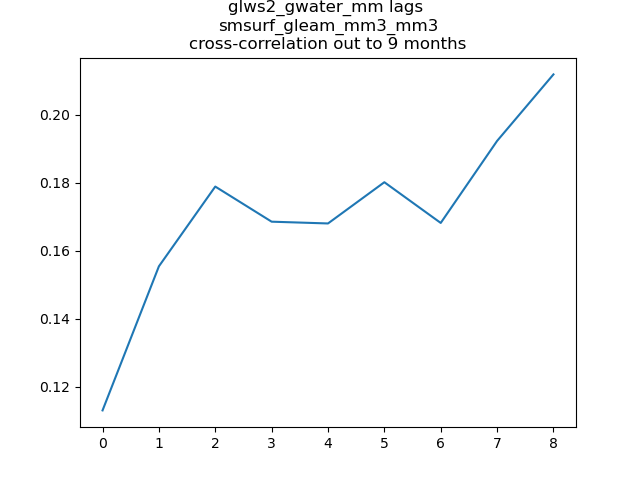 glws2_gwater_mm lags
smsurf_gleam_mm3_mm3
cross-correlation out to 9 months
0.20
0.18
0.16
0.14
0.12
0 1 2 3 4 5 6 7 8